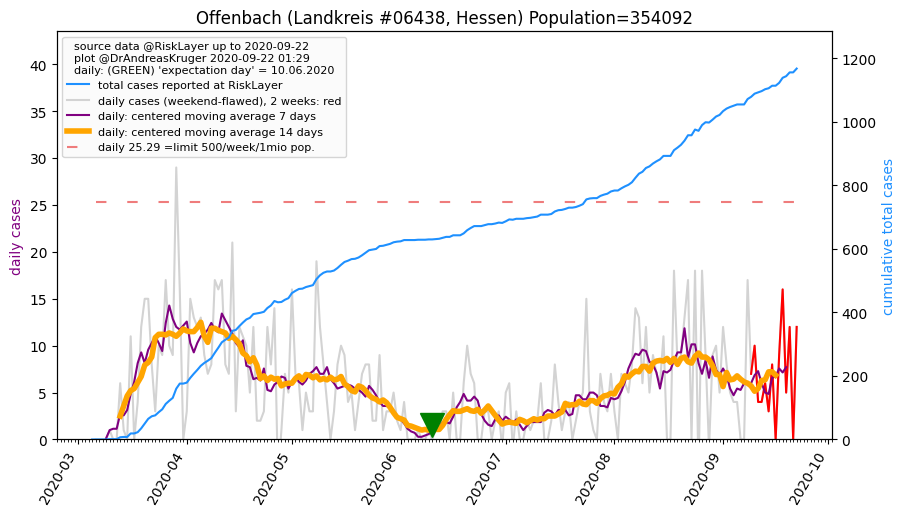 Offenbach (Landkreis #06438, Hessen) Population=354092
source data @RiskLayer up to 2020-09-22
plot @DrAndreasKruger 2020-09-22 01:29
daily: (GREEN) 'expectation day' = 10.06.2020
total cases reported at RiskLayer
daily cases (weekend-flawed), 2 weeks: red
daily: centered moving average 7 days
daily: centered moving average 14 days
daily 25.29 =limit 500/week/1mio pop.
daily cases
40
35
30
25
20
15
10
5
0
1200
1000
800
600
400
200
0
cumulative total cases
2020-03
2020-04
2020-05
2020-06
2020-07
2020-08
2020-09
2020-10